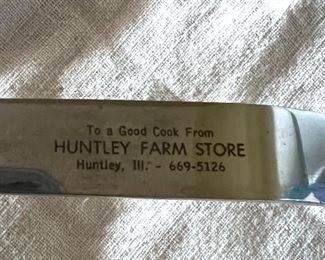 To a Good Cook From
HUNTLEY FARM STORE
Huntley, Ill. - 669-5126